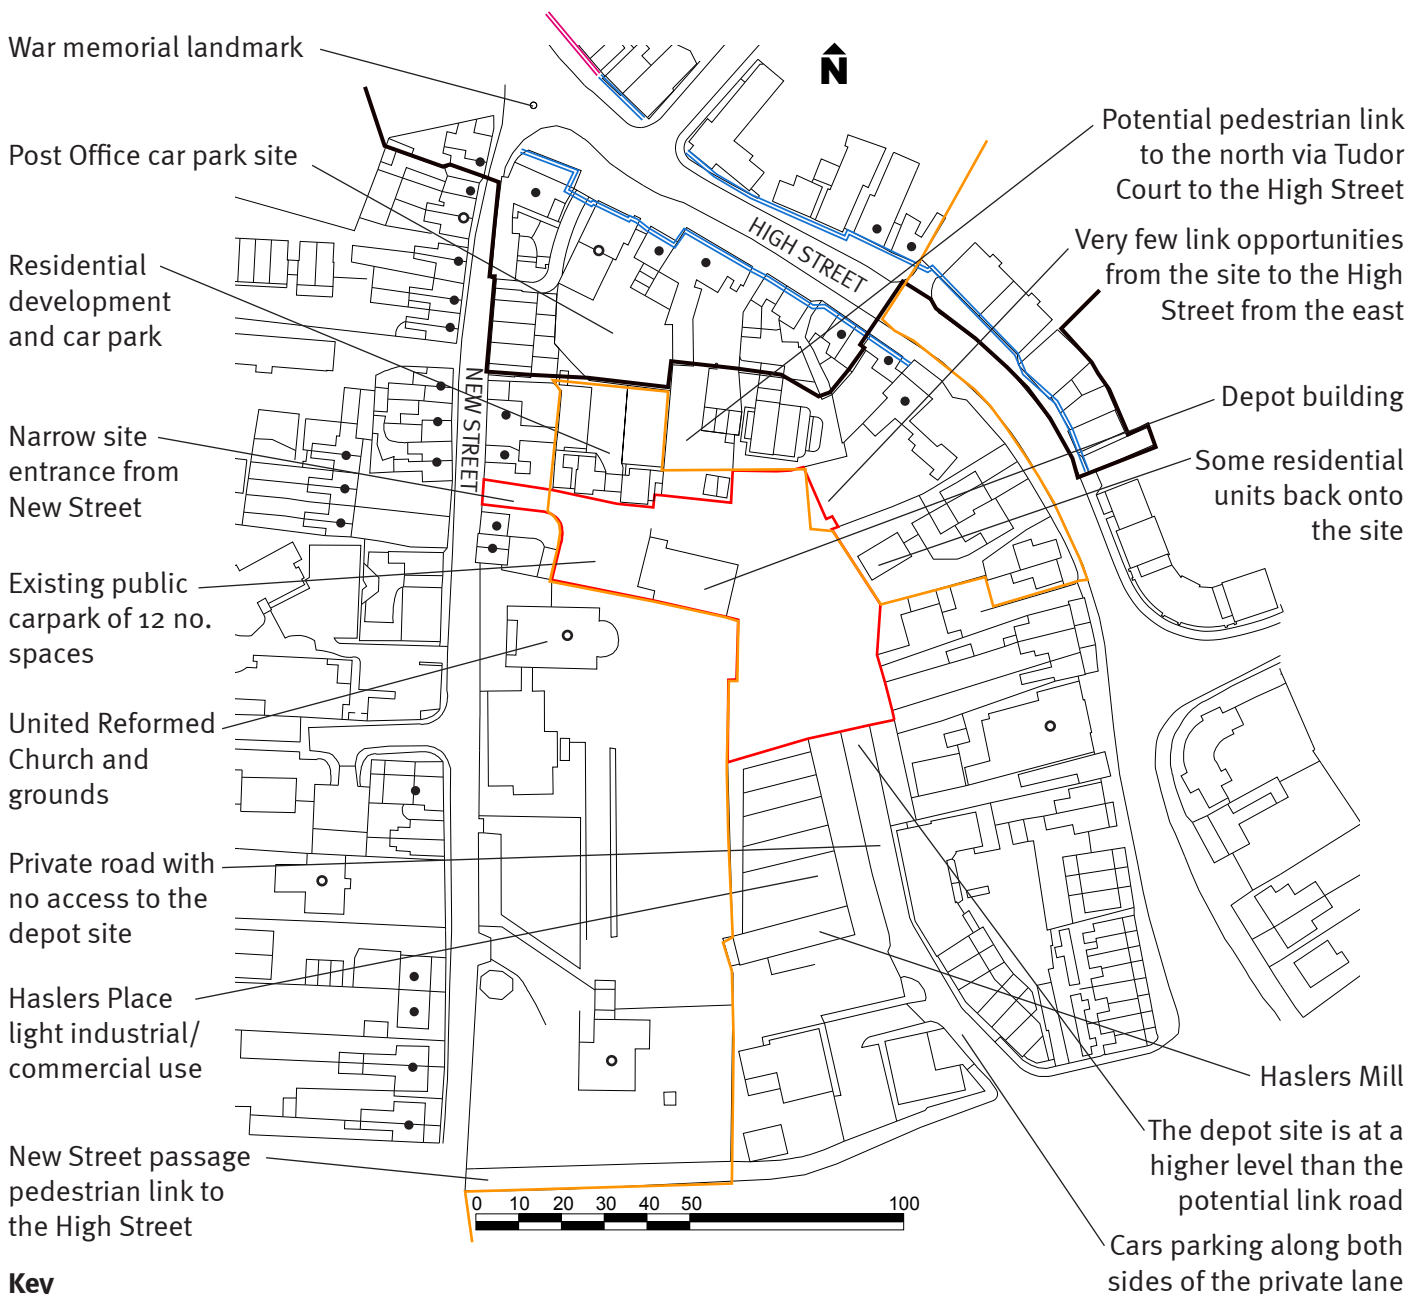 War memorial landmark
Post Office car park site
Residential
development
and car park
Narrow site
entrance from
New Street
Existing public
carpark of 12 no.
spaces
United Reformed
Church and
grounds
Private road with
no access to the
depot site
Haslers Place
light industrial/
commercial use
New Street passage
pedestrian link to
the High Street
Key
N
HIGH STREET
NEW STREET
0 10 20 30 40 50 100
Potential pedestrian link
to the north via Tudor
Court to the High Street
Very few link opportunities
from the site to the High
Street from the east
Depot building
Some residential
units back onto
the site
Haslers Mill
The depot site is at a
higher level than the
potential link road
Cars parking along both
sides of the private lane